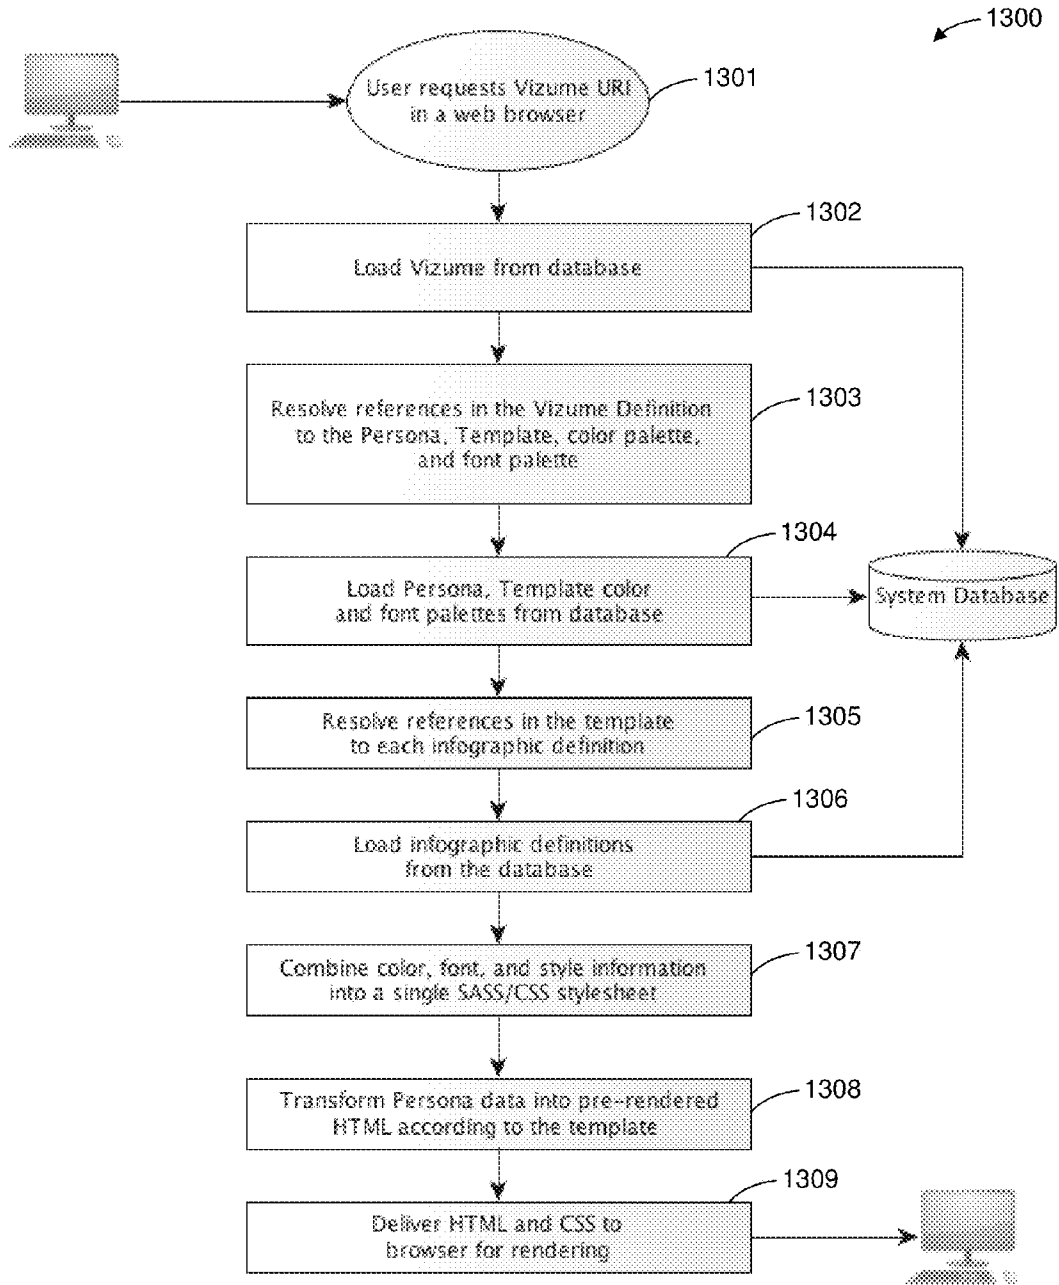 1300
User requests Vizume URI
in a web browser
1301
1302
Load Vizume from database
1303
Resolve references in the Vizume Definition
to the Persona, Template, color palette,
and font palette
1304
Load Persona, Template color
and font palettes from database
System Database
1305
Resolve references in the template
to each infographic definition
1306
Load infographic definitions
from the database
1307
Combine color, font, and style information
into a single SASS/CSS stylesheet
1308
Transform Persona data into pre-rendered
HTML according to the template
1309
Deliver HTML and CSS to
browser for rendering